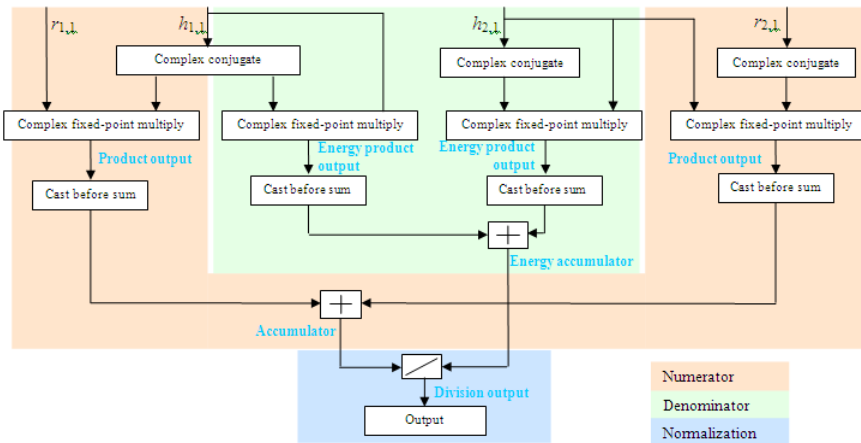 r1,1
h1,1
h2,1
r2,1
Complex conjugate
Complex conjugate
Complex conjugate
Complex fixed-point multiply
Complex fixed-point multiply
Complex fixed-point multiply
Complex fixed-point multiply
Product output
Energy product
output
Energy product
output
Product output
Cast before sum
Cast before sum
Cast before sum
Cast before sum
+
Energy accumulator
+
Accumulator
Division output
Output
Numerator
Denominator
Normalization